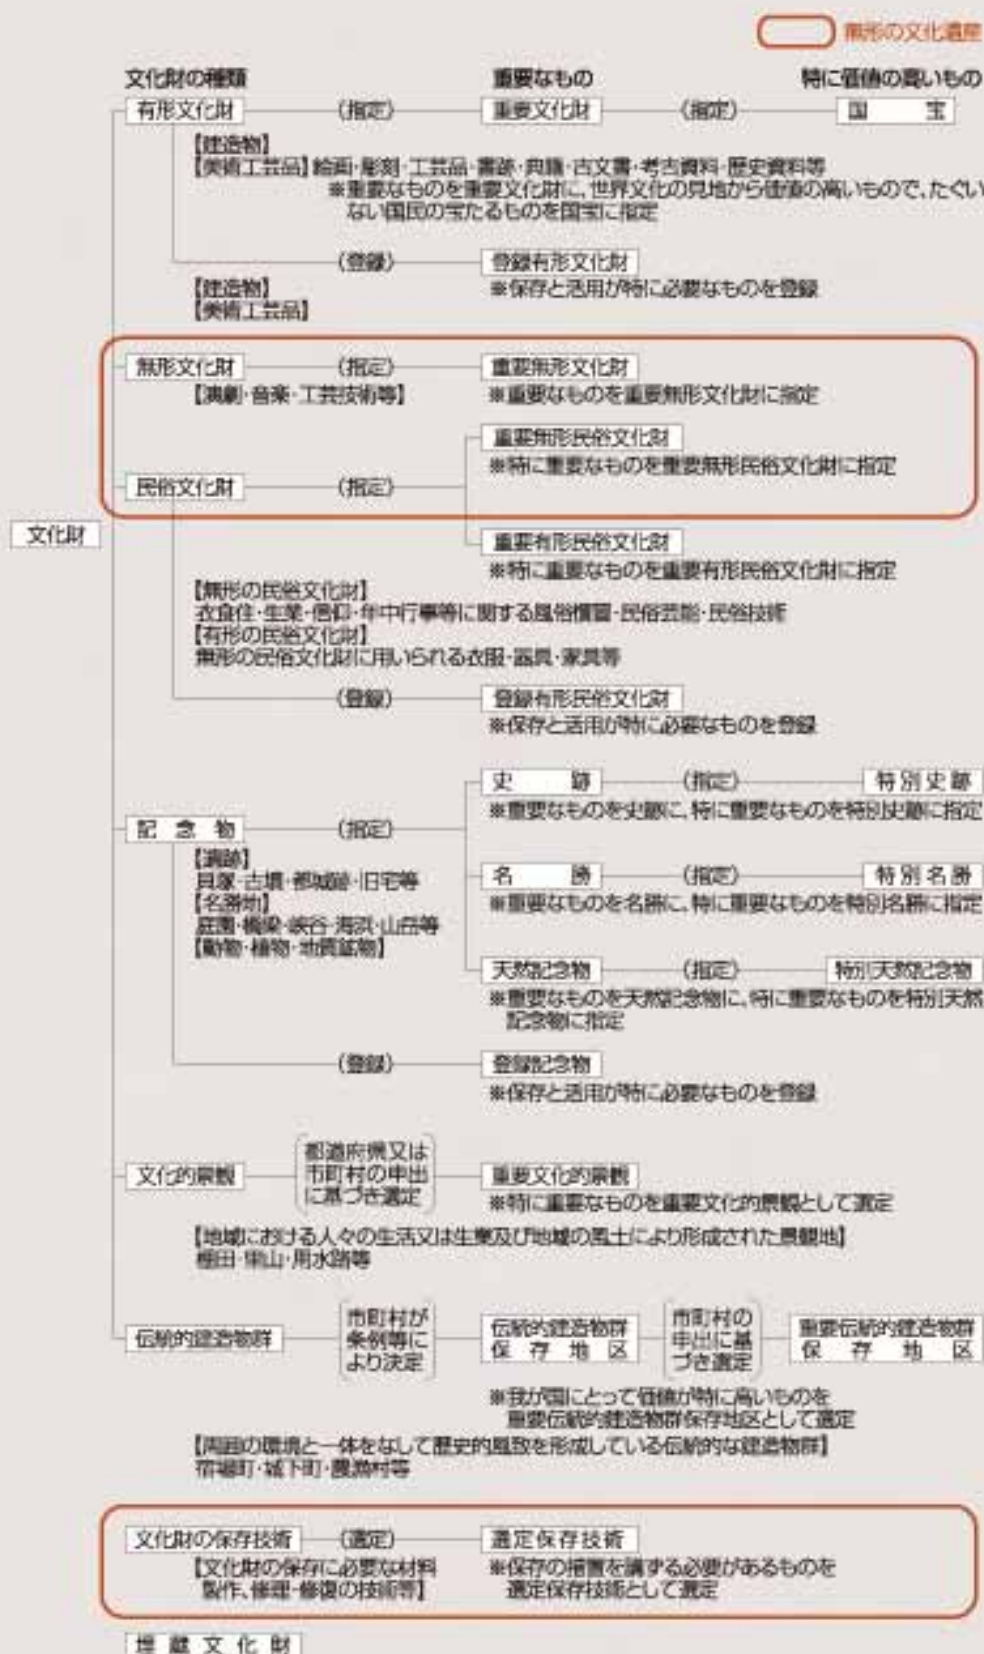 無形の文化遺産
文化財の種類 重要なもの 特に価値の高いもの
有形文化財 (指定) 重要文化財 (指定) 国宝
【建造物】
【美術工芸品】絵画・彫刻・工芸品・書跡・典籍・古文書・考古資料・歴史資料等
※重要なものを重要文化財に、世界文化の見地から価値の高いもので、たぐい
ない国民の宝たるものを国宝に指定
(登録) 登録有形文化財
【建造物】 ※保存と活用が特に必要なものを登録
【美術工芸品】
無形文化財 (指定) 重要無形文化財
【演劇・音楽・工芸技術等】 ※重要なものを重要無形文化財に指定
重要無形民俗文化財
※特に重要なものを重要無形民俗文化財に指定
民俗文化財 (指定)
文化財
重要有形民俗文化財
※特に重要なものを重要有形民俗文化財に指定
【無形の民俗文化財】
衣食住・生業・信仰・年中行事等に関する風俗慣習・民俗芸能・民俗技術
【有形の民俗文化財】
無形の民俗文化財に用いられる衣服・器具・家具等
(登録) 登録有形民俗文化財
※保存と活用が特に必要なものを登録
史跡 (指定) 特別史跡
※重要なものを史跡に、特に重要なものを特別史跡に指定
記念物 (指定)
【遺跡】
貝塚・古墳・都城跡・旧宅等
【名勝地】
庭園・橋梁・峡谷・海浜・山岳等
【動物・植物・地質鉱物】
名勝 (指定) 特別名勝
※重要なものを名勝に、特に重要なものを特別名勝に指定
天然記念物 (指定) 特別天然記念物
※重要なものを天然記念物に、特に重要なものを特別天然
記念物に指定
(登録) 登録記念物
※保存と活用が特に必要なものを登録
文化的景観
都道府県又は
市町村の申出
に基づき選定
重要文化的景観
※特に重要なものを重要文化的景観として選定
【地域における人々の生活又は生業及び地域の風土により形成された景観地】
棚田・里山・用水路等
伝統的建造物群
市町村が
条例等に
より決定
伝統的建造物群
保存地区
市町村の
申出に基
づき選定
重要伝統的建造物群
保存地区
※我が国にとって価値が特に高いものを
重要伝統的建造物群保存地区として選定
【周囲の環境と一体をなして歴史的風致を形成している伝統的な建造物群】
宿場町・城下町・農漁村等
文化財の保存技術 (選定) 選定保存技術
【文化財の保存に必要な材料
製作、修理・修復の技術等】
※保存の措置を講ずる必要があるものを
選定保存技術として選定
埋蔵文化財